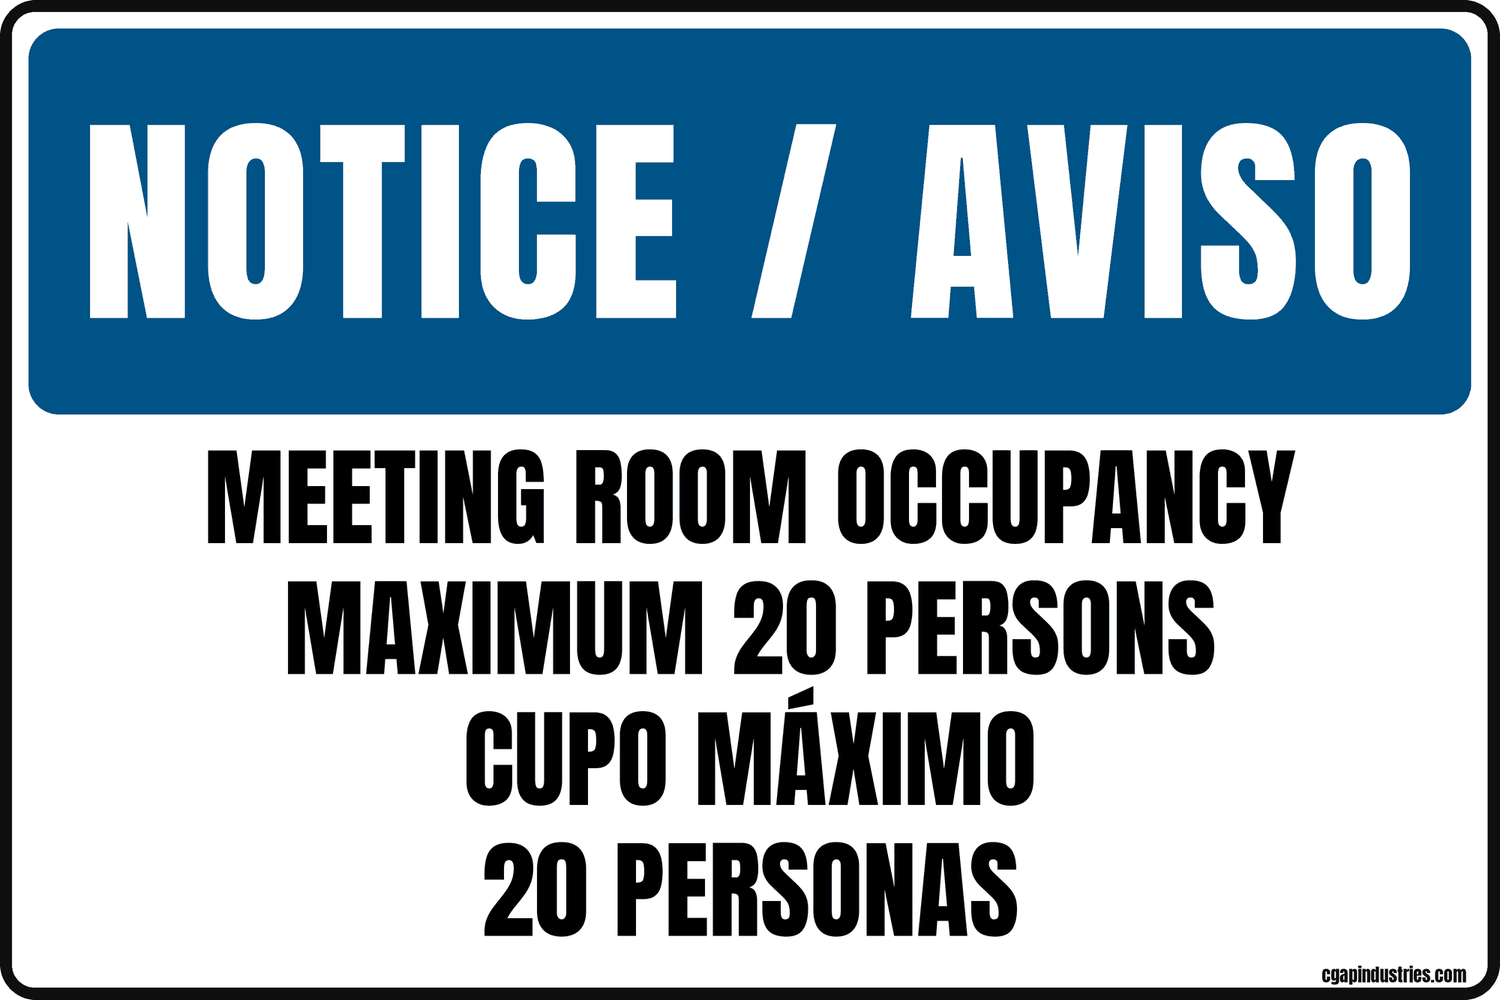 NOTICE / AVISO
MEETING ROOM OCCUPANCY
MAXIMUM 20 PERSONS
CUPO MÁXIMO
20 PERSONAS
cgapindustries.com